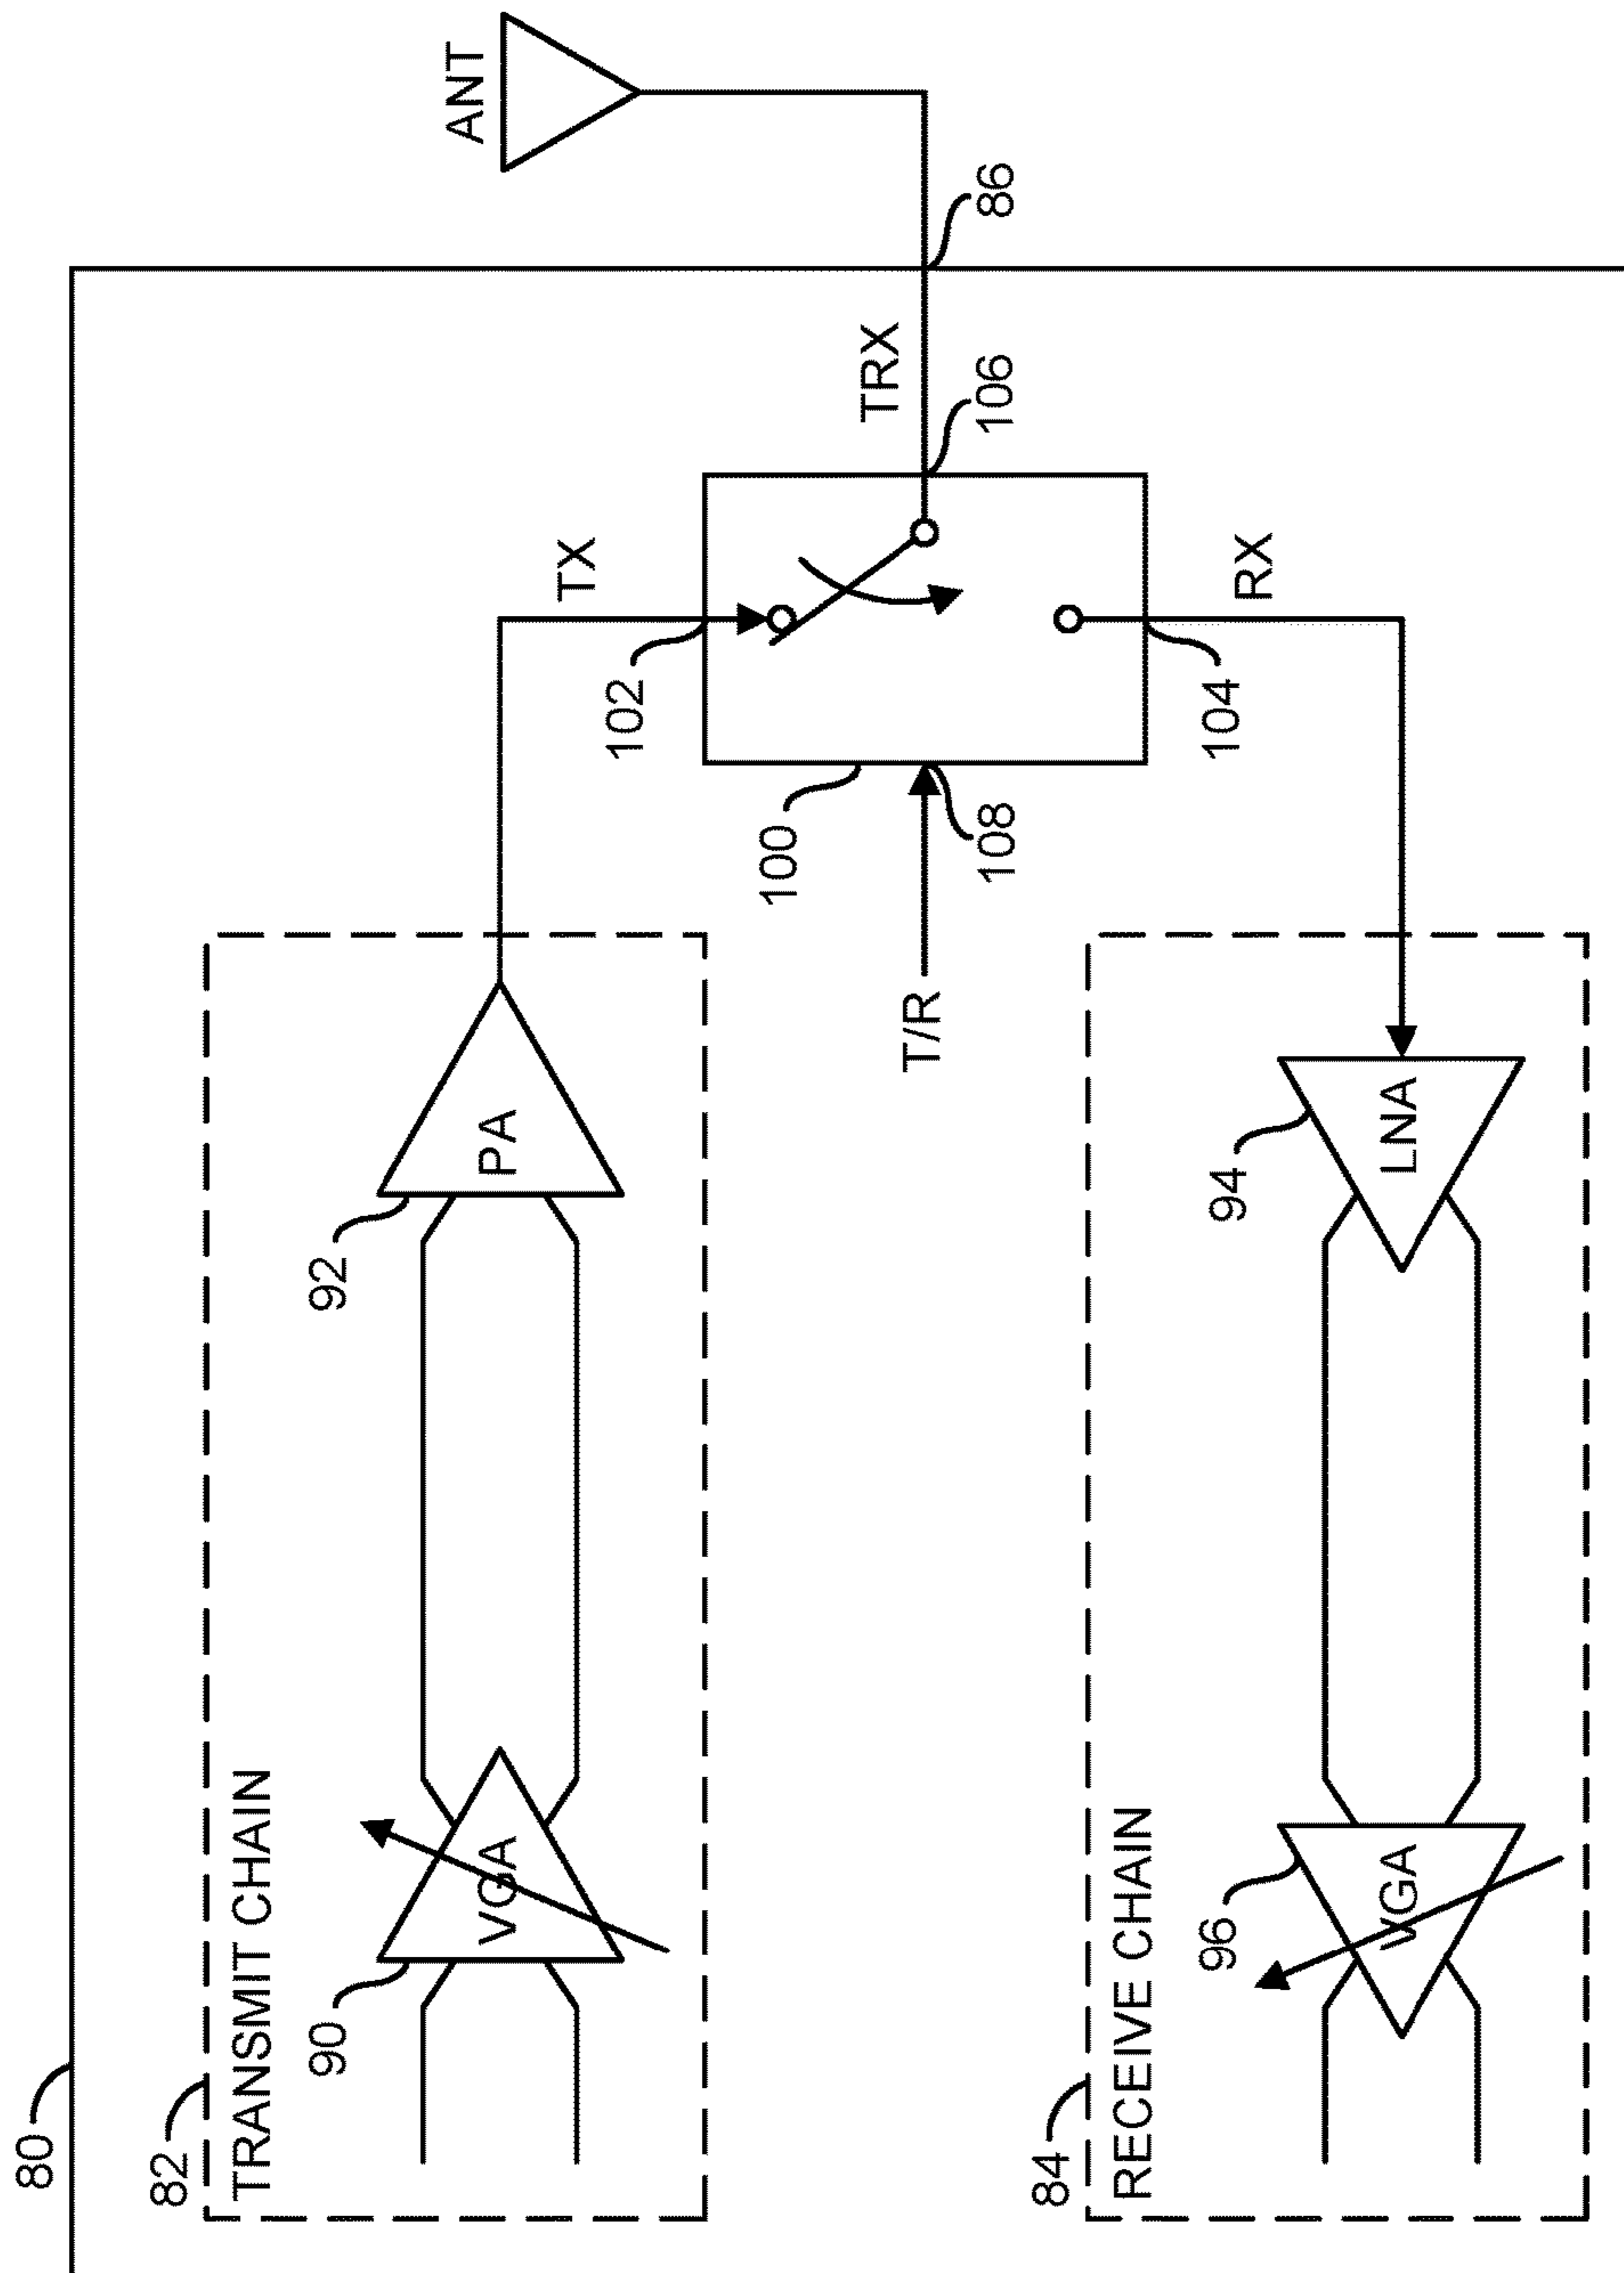 80
82
TRANSMIT CHAIN
90
VGA
92
PA
TX
102
ANT
100
T/R
108
TRX
106
86
84
RECEIVE CHAIN
96
VGA
94
LNA
104
RX